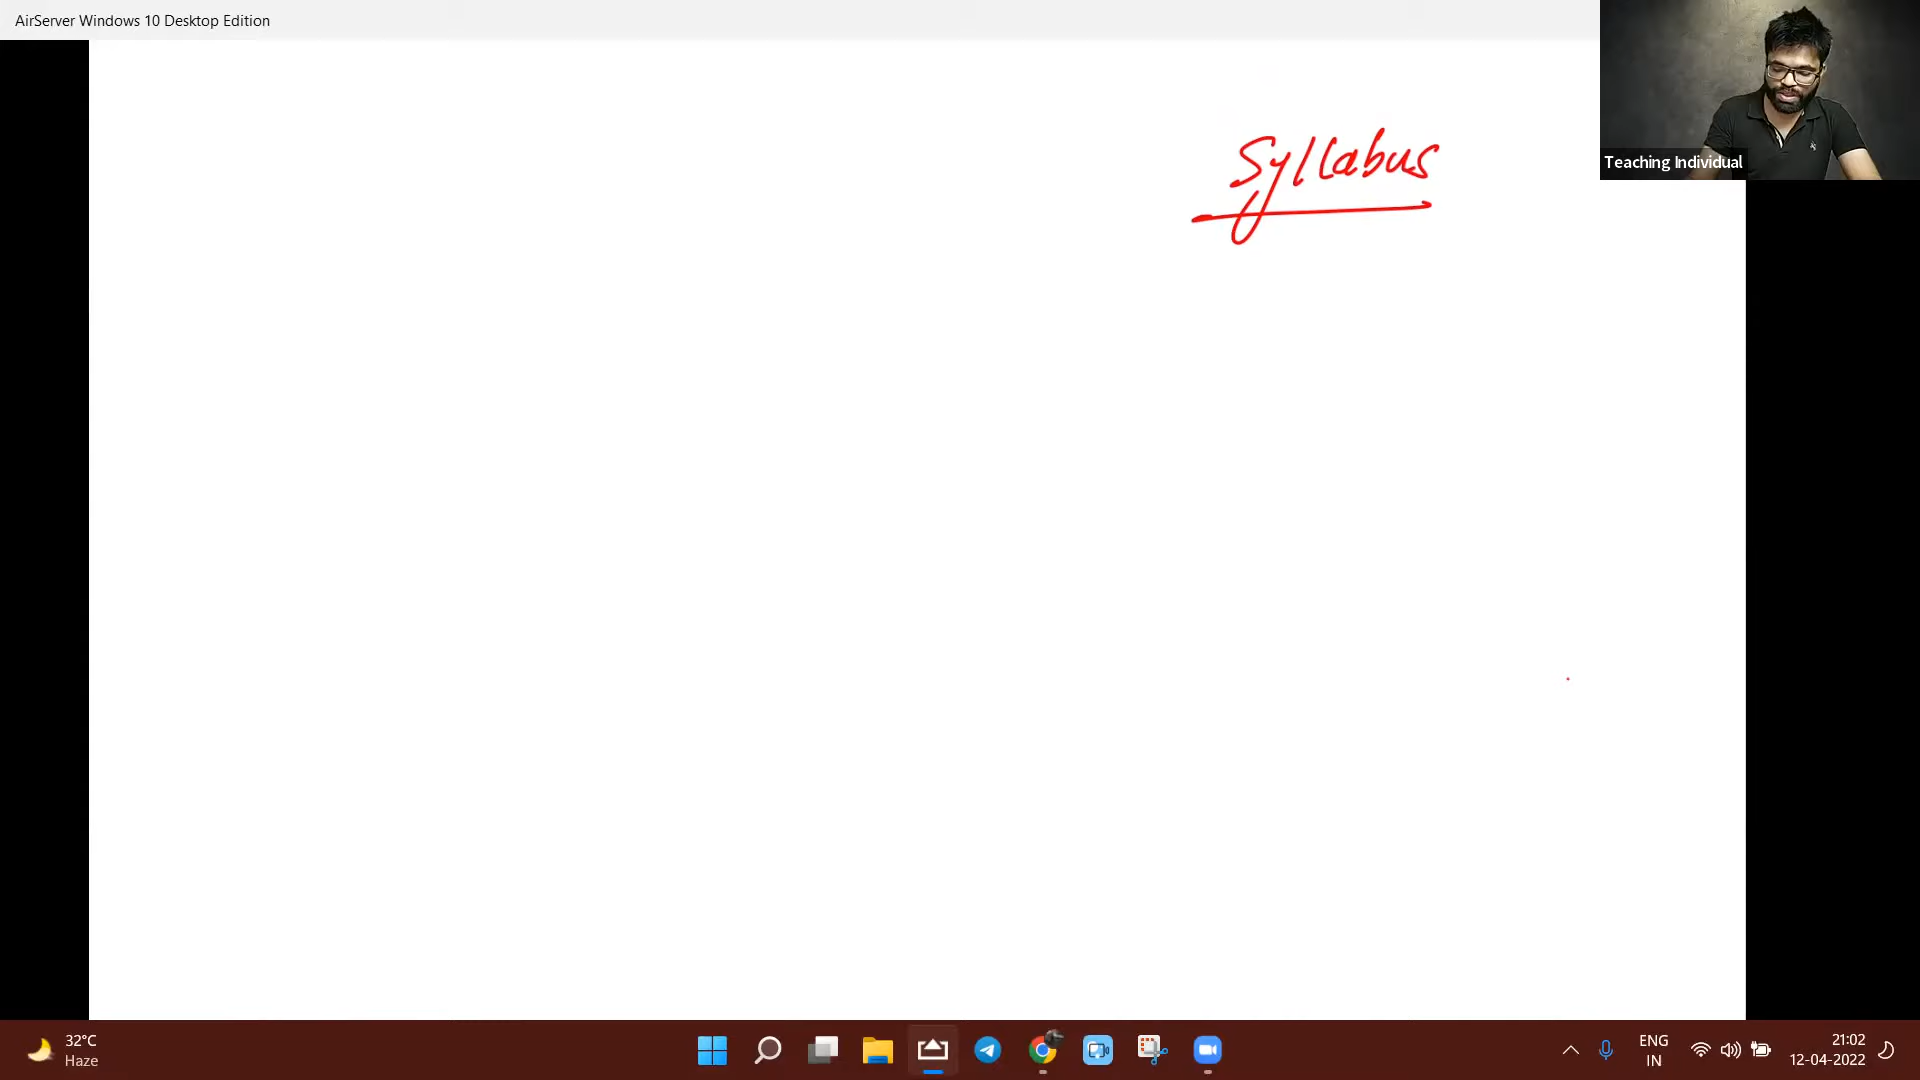 AirServer Windows 10 Desktop Edition
Syllabus
Teaching Individual
32°C
Haze
ENG
IN
21:02
12-04-2022